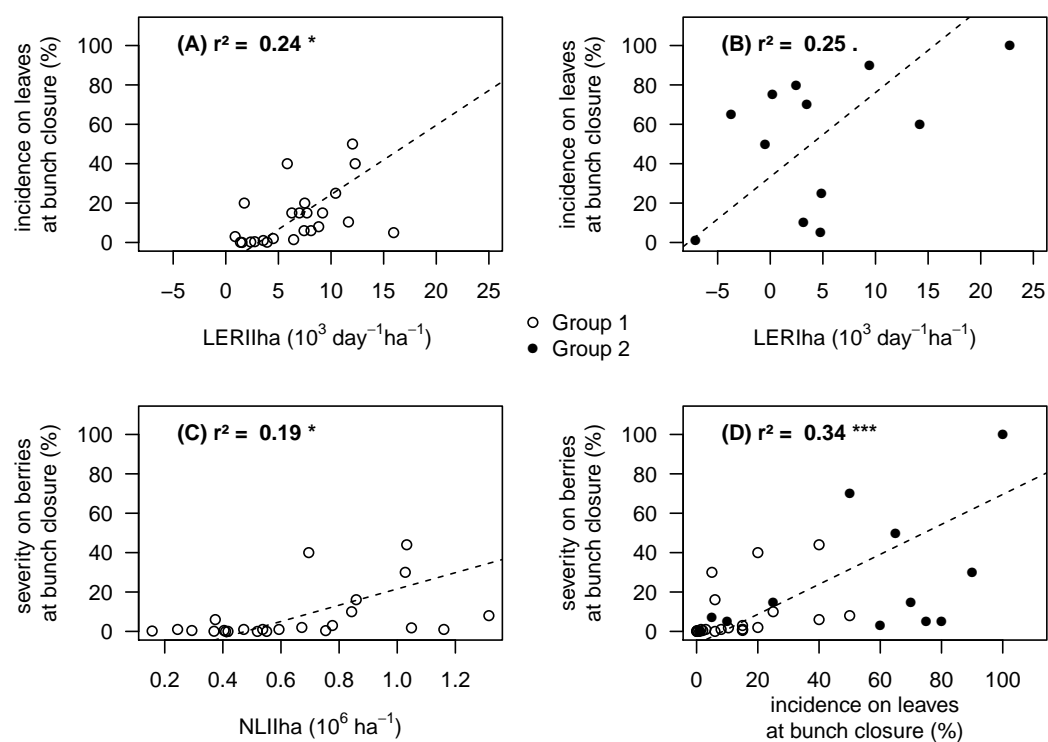 (A) r² = 0.24 *
incidence on leaves
at bunch closure (%)
0
20
40
60
80
100
−5 0 5 10 15 20 25
LERIIha (10³ day⁻¹ha⁻¹)
(B) r² = 0.25 .
incidence on leaves
at bunch closure (%)
0
20
40
60
80
100
−5 0 5 10 15 20 25
LERIha (10³ day⁻¹ha⁻¹)
Group 1
Group 2
(C) r² = 0.19 *
severity on berries
at bunch closure (%)
0
20
40
60
80
100
0.2 0.4 0.6 0.8 1.0 1.2
NLIIha (10⁶ ha⁻¹)
(D) r² = 0.34 ***
severity on berries
at bunch closure (%)
0
20
40
60
80
100
0 20 40 60 80 100
incidence on leaves
at bunch closure (%)